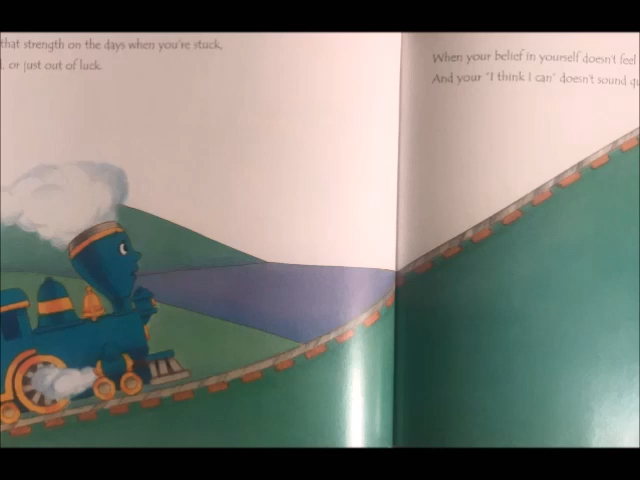 that strength on the days when you're stuck,
or just out of luck.
When your belief in yourself doesn't feel
And your "I think I can" doesn't sound